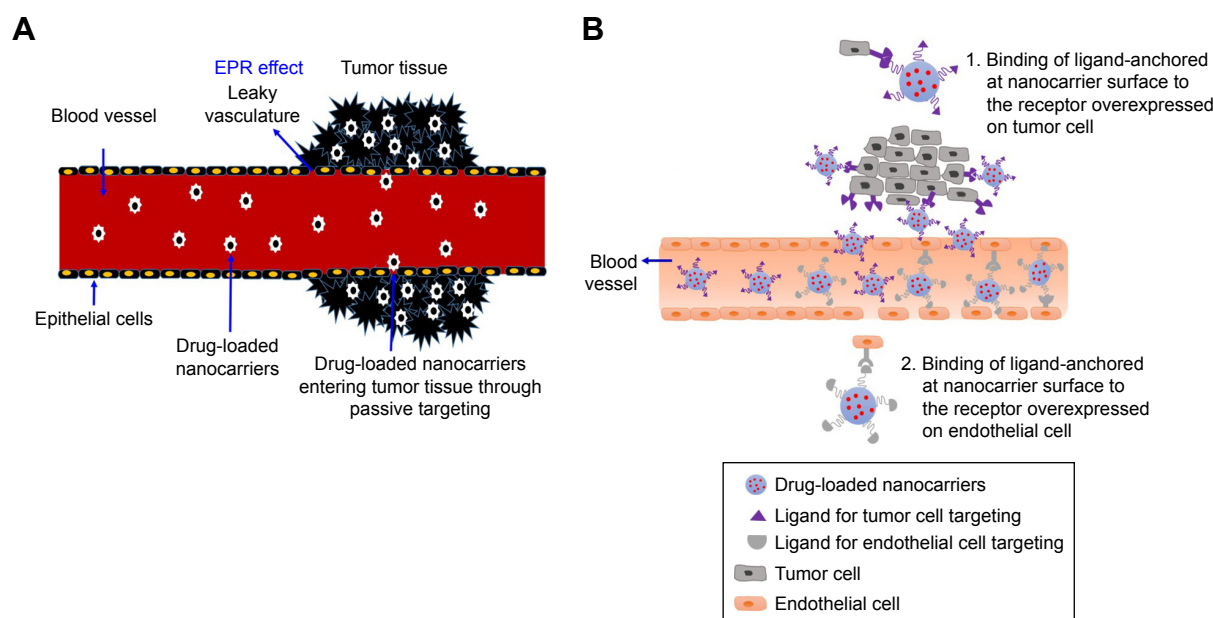 A
EPR effect
Leaky
vasculature
Tumor tissue
Blood vessel
Epithelial cells
Drug-loaded
nanocarriers
Drug-loaded nanocarriers
entering tumor tissue through
passive targeting
B
1. Binding of ligand-anchored
at nanocarrier surface to
the receptor overexpressed
on tumor cell
Blood
vessel
2. Binding of ligand-anchored
at nanocarrier surface to
the receptor overexpressed
on endothelial cell
Drug-loaded nanocarriers
Ligand for tumor cell targeting
Ligand for endothelial cell targeting
Tumor cell
Endothelial cell